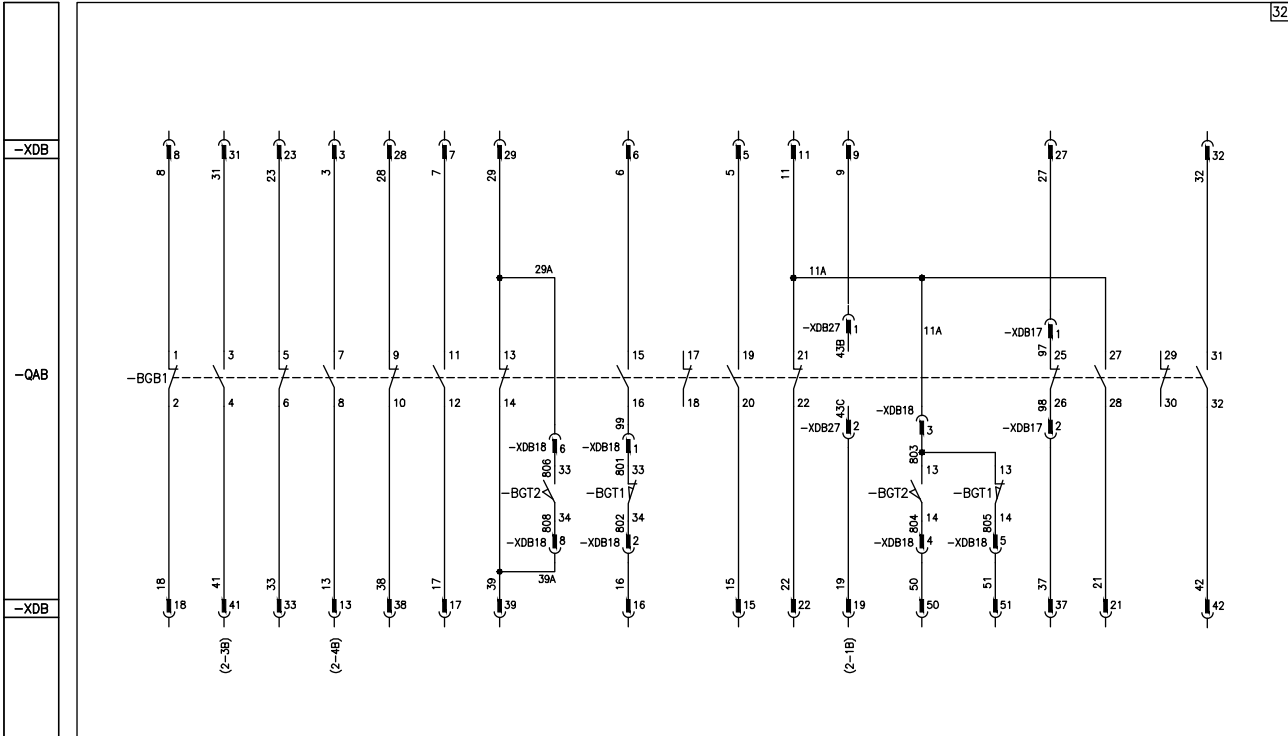 32
-XDB
8 31 23 3 28 7 29 6 5 11 9 27 32
8 31 23 3 28 7 29 6 5 11 9 27 32
29A 11A
-XDB27 1 11A -XDB17 1
43B 97
1 3 5 7 9 11 13 15 17 19 21 25 27 29 31
-QAB
-BGB1
2 4 6 8 10 12 14 16 18 20 22 26 28 30 32
43C 98
-XDB18
99 -XDB27 2 3 -XDB17 2
-XDB18 6 -XDB18 1 803
806 33 801 33 13 13
-BGT2 -BGT1 -BGT2 -BGT1
808 34 802 34 804 14 805 14
-XDB18 8 -XDB18 2 -XDB18 4 -XDB18 5
39A
18 41 33 13 38 17 39 16 15 22 19 50 51 37 21 42
-XDB
18 41 33 13 38 17 39 16 15 22 19 50 51 37 21 42
(2-3B) (2-4B) (2-1B)